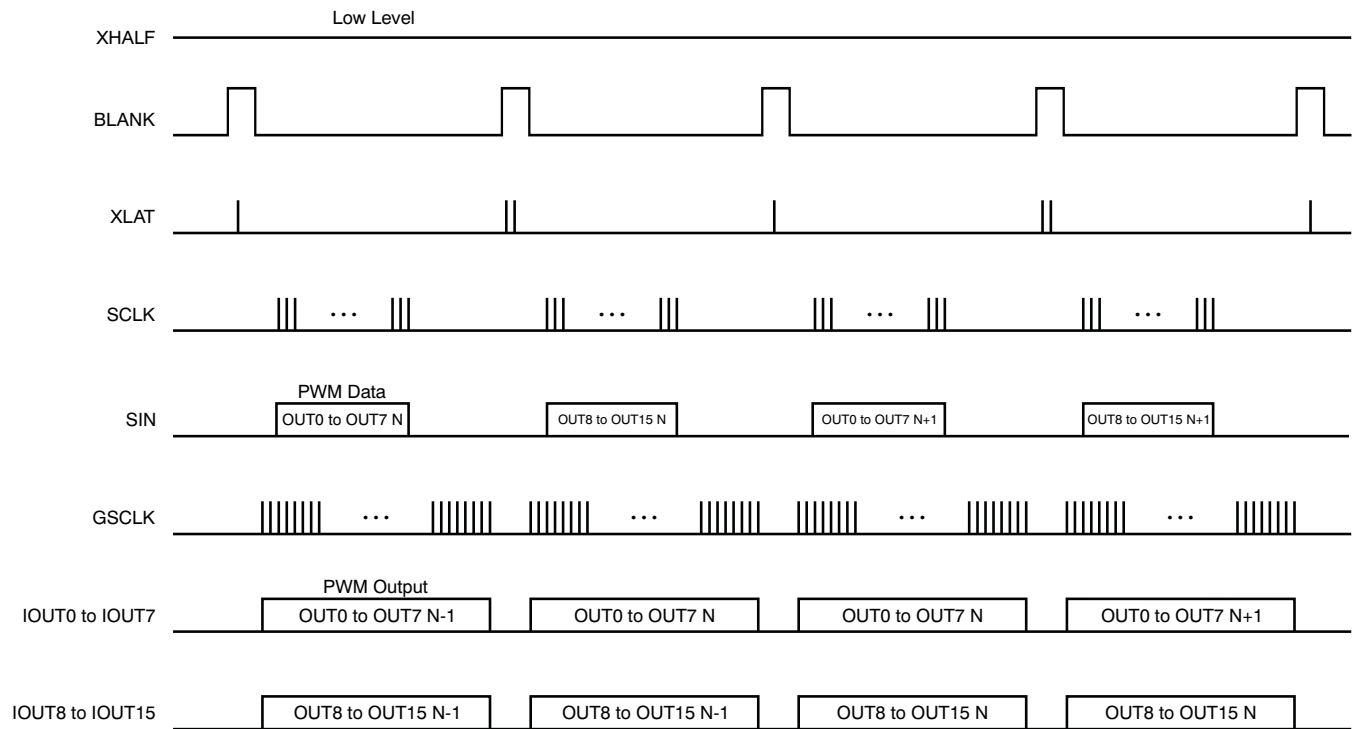 Low Level
XHALF
BLANK
XLAT
SCLK
...
...
...
...
PWM Data
SIN
OUT0 to OUT7 N
OUT8 to OUT15 N
OUT0 to OUT7 N+1
OUT8 to OUT15 N+1
GSCLK
...
...
...
...
PWM Output
IOUT0 to IOUT7
OUT0 to OUT7 N-1
OUT0 to OUT7 N
OUT0 to OUT7 N
OUT0 to OUT7 N+1
IOUT8 to IOUT15
OUT8 to OUT15 N-1
OUT8 to OUT15 N-1
OUT8 to OUT15 N
OUT8 to OUT15 N